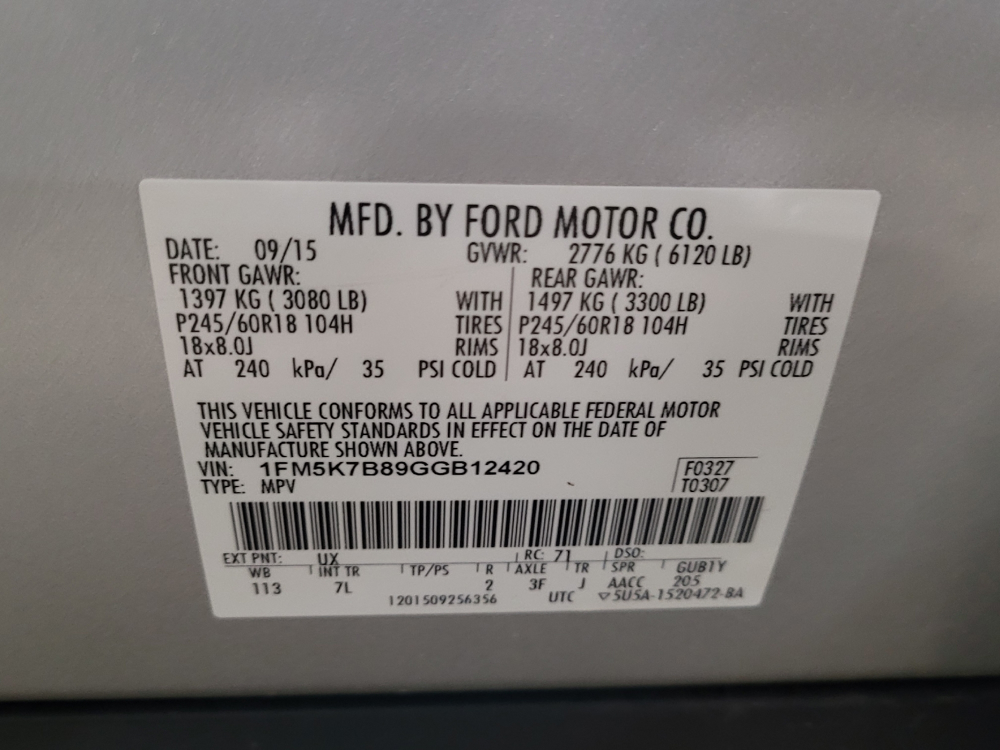 MFD. BY FORD MOTOR CO.
DATE: 09/15 GVWR: 2776 KG ( 6120 LB)
FRONT GAWR: REAR GAWR:
1397 KG ( 3080 LB) WITH 1497 KG ( 3300 LB) WITH
P245/60R18 104H TIRES P245/60R18 104H TIRES
18x8.0J RIMS 18x8.0J RIMS
AT 240 kPa/ 35 PSI COLD AT 240 kPa/ 35 PSI COLD
THIS VEHICLE CONFORMS TO ALL APPLICABLE FEDERAL MOTOR
VEHICLE SAFETY STANDARDS IN EFFECT ON THE DATE OF
MANUFACTURE SHOWN ABOVE.
VIN: 1FM5K7B89GGB12420 F0327
TYPE: MPV T0307
EXT PNT: UX RC: 71 DSO:
WB INT TR TP/PS R AXLE TR SPR GUB1Y
113 7L 2 3F J AACC 205
1201509256356 UTC ▽5U5A-1520472-BA